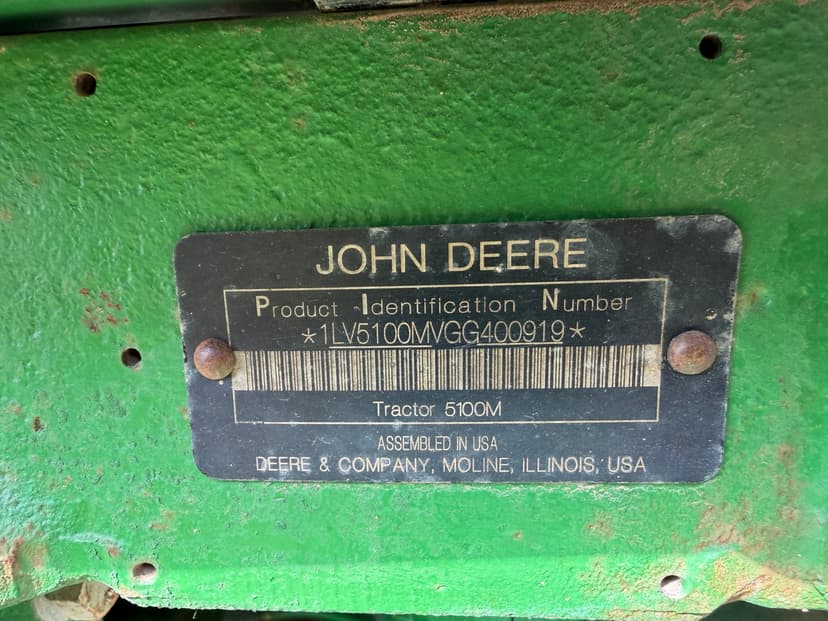 JOHN DEERE
Product Identification Number
*1LV5100MVGG400919*
Tractor 5100M
ASSEMBLED IN USA
DEERE & COMPANY, MOLINE, ILLINOIS, USA